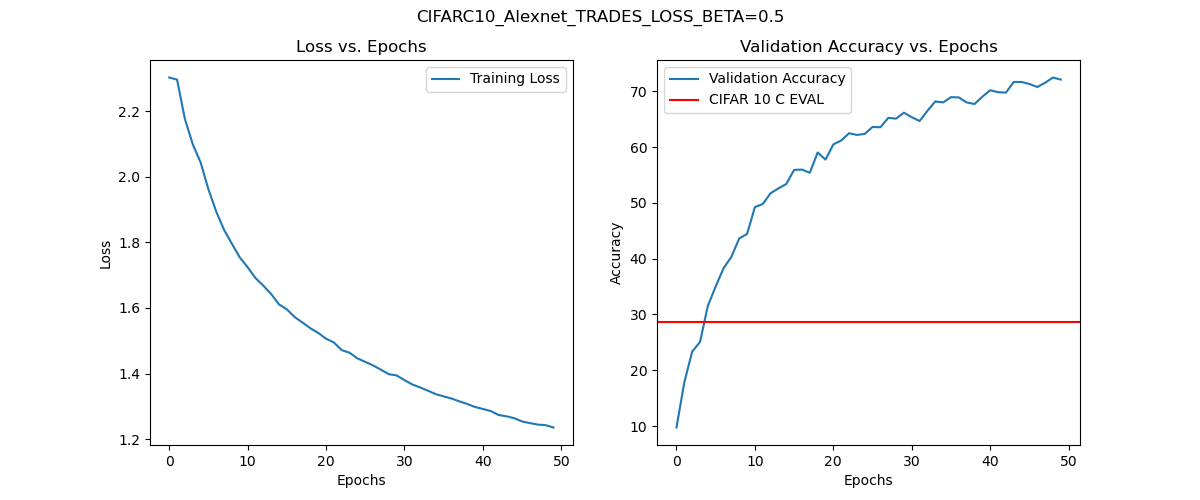 CIFARC10_Alexnet_TRADES_LOSS_BETA=0.5
Loss vs. Epochs
Training Loss
2.2
2.0
1.8
1.6
1.4
1.2
Loss
0 10 20 30 40 50
Epochs
Validation Accuracy vs. Epochs
Validation Accuracy
CIFAR 10 C EVAL
70
60
50
40
30
20
10
Accuracy
0 10 20 30 40 50
Epochs